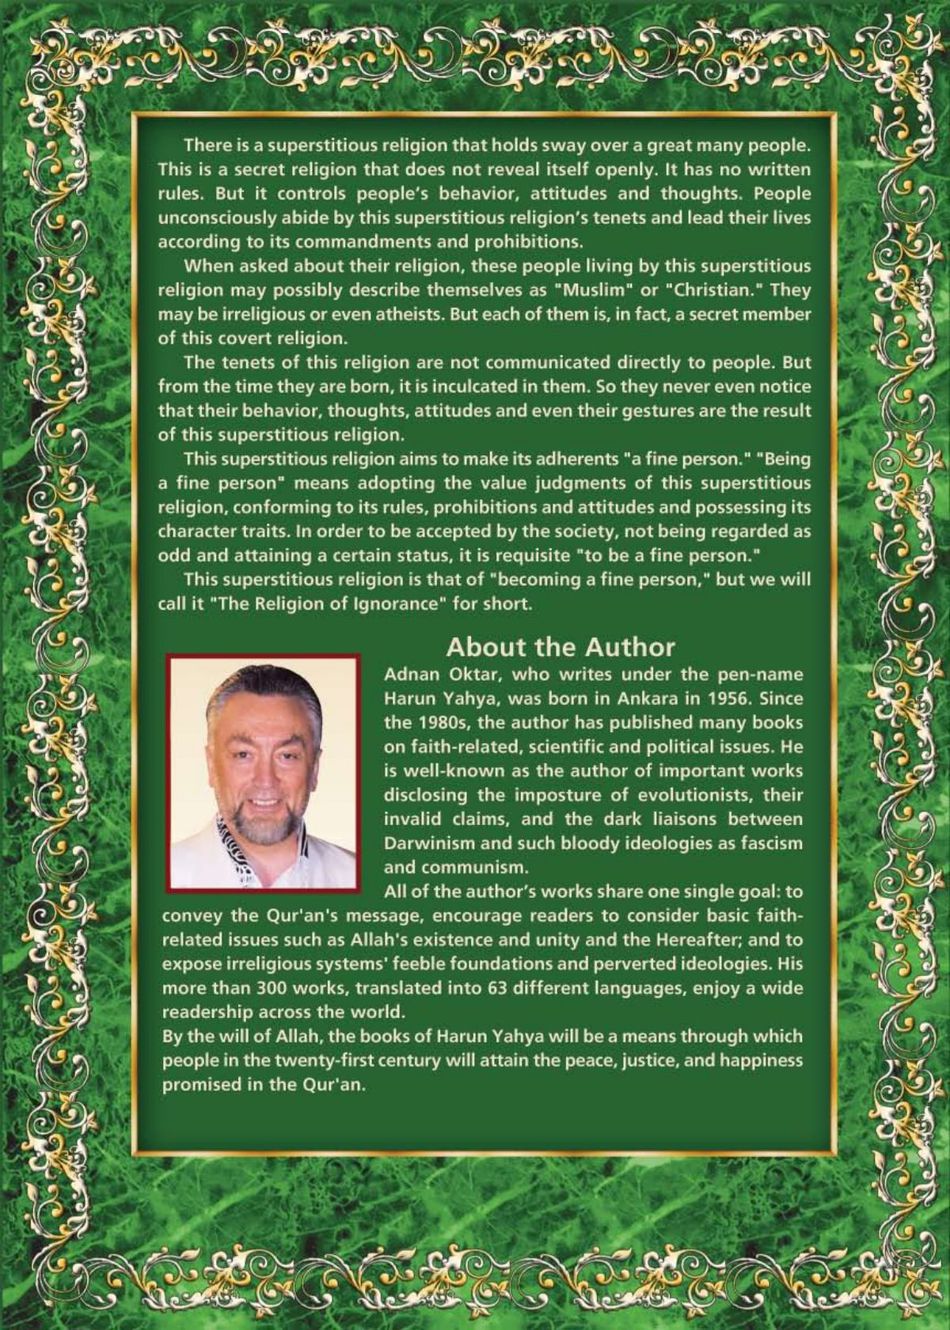 There is a superstitious religion that holds sway over a great many people.
This is a secret religion that does not reveal itself openly. It has no written
rules. But it controls people's behavior, attitudes and thoughts. People
unconsciously abide by this superstitious religion's tenets and lead their lives
according to its commandments and prohibitions.
When asked about their religion, these people living by this superstitious
religion may possibly describe themselves as "Muslim" or "Christian." They
may be irreligious or even atheists. But each of them is, in fact, a secret member
of this covert religion.
The tenets of this religion are not communicated directly to people. But
from the time they are born, it is inculcated in them. So they never even notice
that their behavior, thoughts, attitudes and even their gestures are the result
of this superstitious religion.
This superstitious religion aims to make its adherents "a fine person." "Being
a fine person" means adopting the value judgments of this superstitious
religion, conforming to its rules, prohibitions and attitudes and possessing its
character traits. In order to be accepted by the society, not being regarded as
odd and attaining a certain status, it is requisite "to be a fine person."
This superstitious religion is that of "becoming a fine person," but we will
call it "The Religion of Ignorance" for short.
About the Author
Adnan Oktar, who writes under the pen-name
Harun Yahya, was born in Ankara in 1956. Since
the 1980s, the author has published many books
on faith-related, scientific and political issues. He
is well-known as the author of important works
disclosing the imposture of evolutionists, their
invalid claims, and the dark liaisons between
Darwinism and such bloody ideologies as fascism
and communism.
All of the author's works share one single goal: to
convey the Qur'an's message, encourage readers to consider basic faith-
related issues such as Allah's existence and unity and the Hereafter; and to
expose irreligious systems' feeble foundations and perverted ideologies. His
more than 300 works, translated into 63 different languages, enjoy a wide
readership across the world.
By the will of Allah, the books of Harun Yahya will be a means through which
people in the twenty-first century will attain the peace, justice, and happiness
promised in the Qur'an.